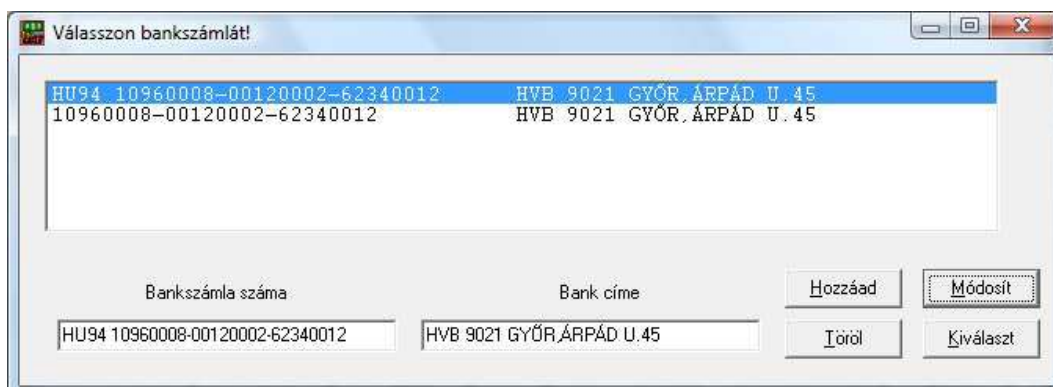 Válasszon bankszámlát!
HU94 10960008-00120002-62340012 HVB 9021 GYŐR,ÁRPÁD U.45
10960008-00120002-62340012 HVB 9021 GYŐR,ÁRPÁD U.45
Bankszámla száma Bank címe Hozzáad Módosít
HU94 10960008-00120002-62340012 HVB 9021 GYŐR,ÁRPÁD U.45 Töröl Kiválaszt